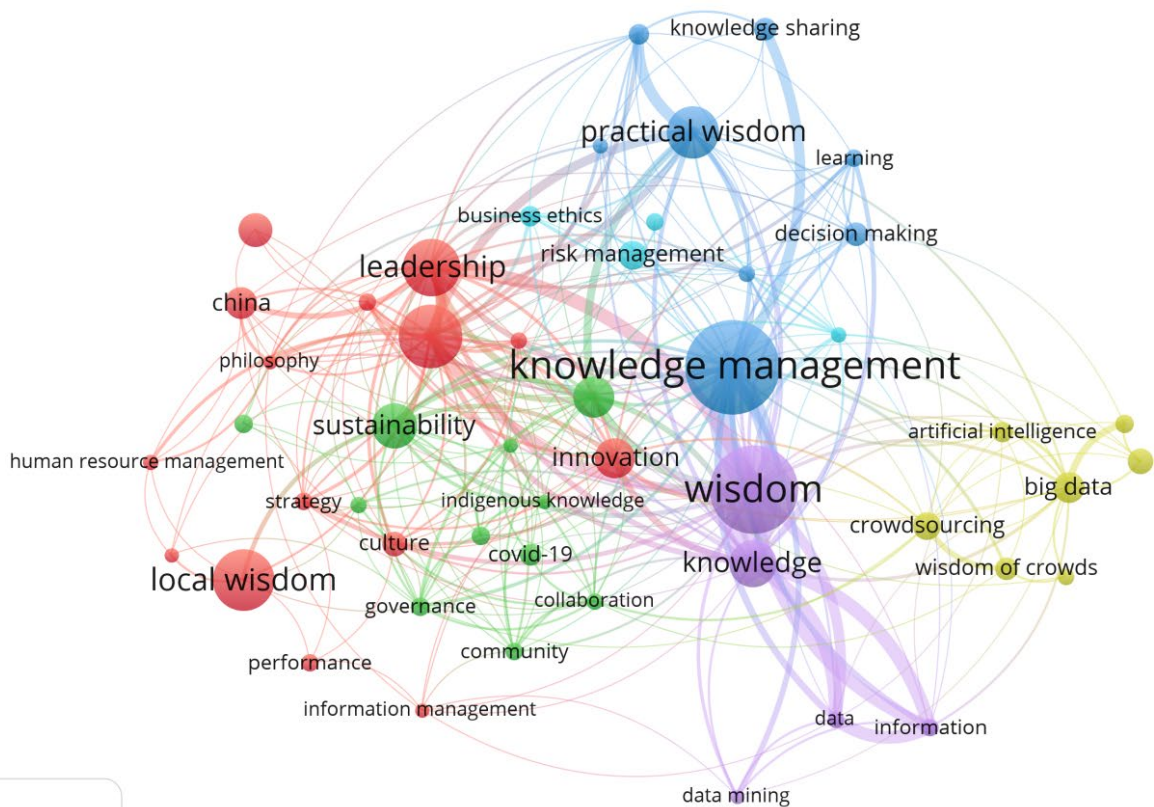 knowledge sharing
practical wisdom
learning
business ethics
decision making
risk management
leadership
china
philosophy
knowledge management
sustainability
artificial intelligence
human resource management
innovation
wisdom
big data
strategy
indigenous knowledge
crowdsourcing
culture
covid-19
knowledge
wisdom of crowds
local wisdom
governance
collaboration
community
performance
information management
data
information
data mining